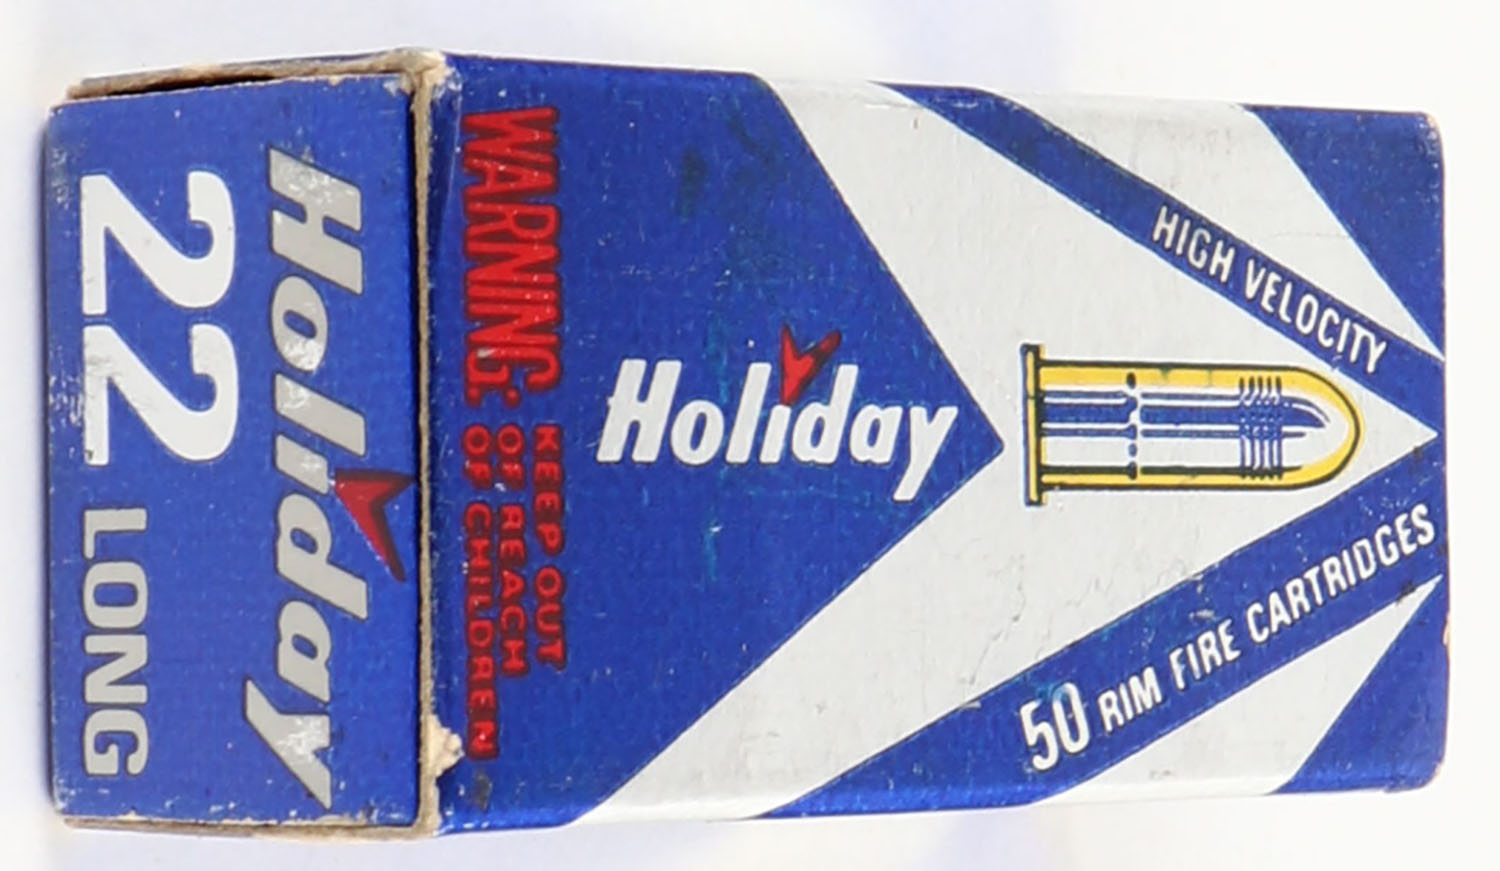 Holiday
22 LONG
WARNING: KEEP OUT
OF REACH
OF CHILDREN
Holiday
HIGH VELOCITY
50 RIM FIRE CARTRIDGES